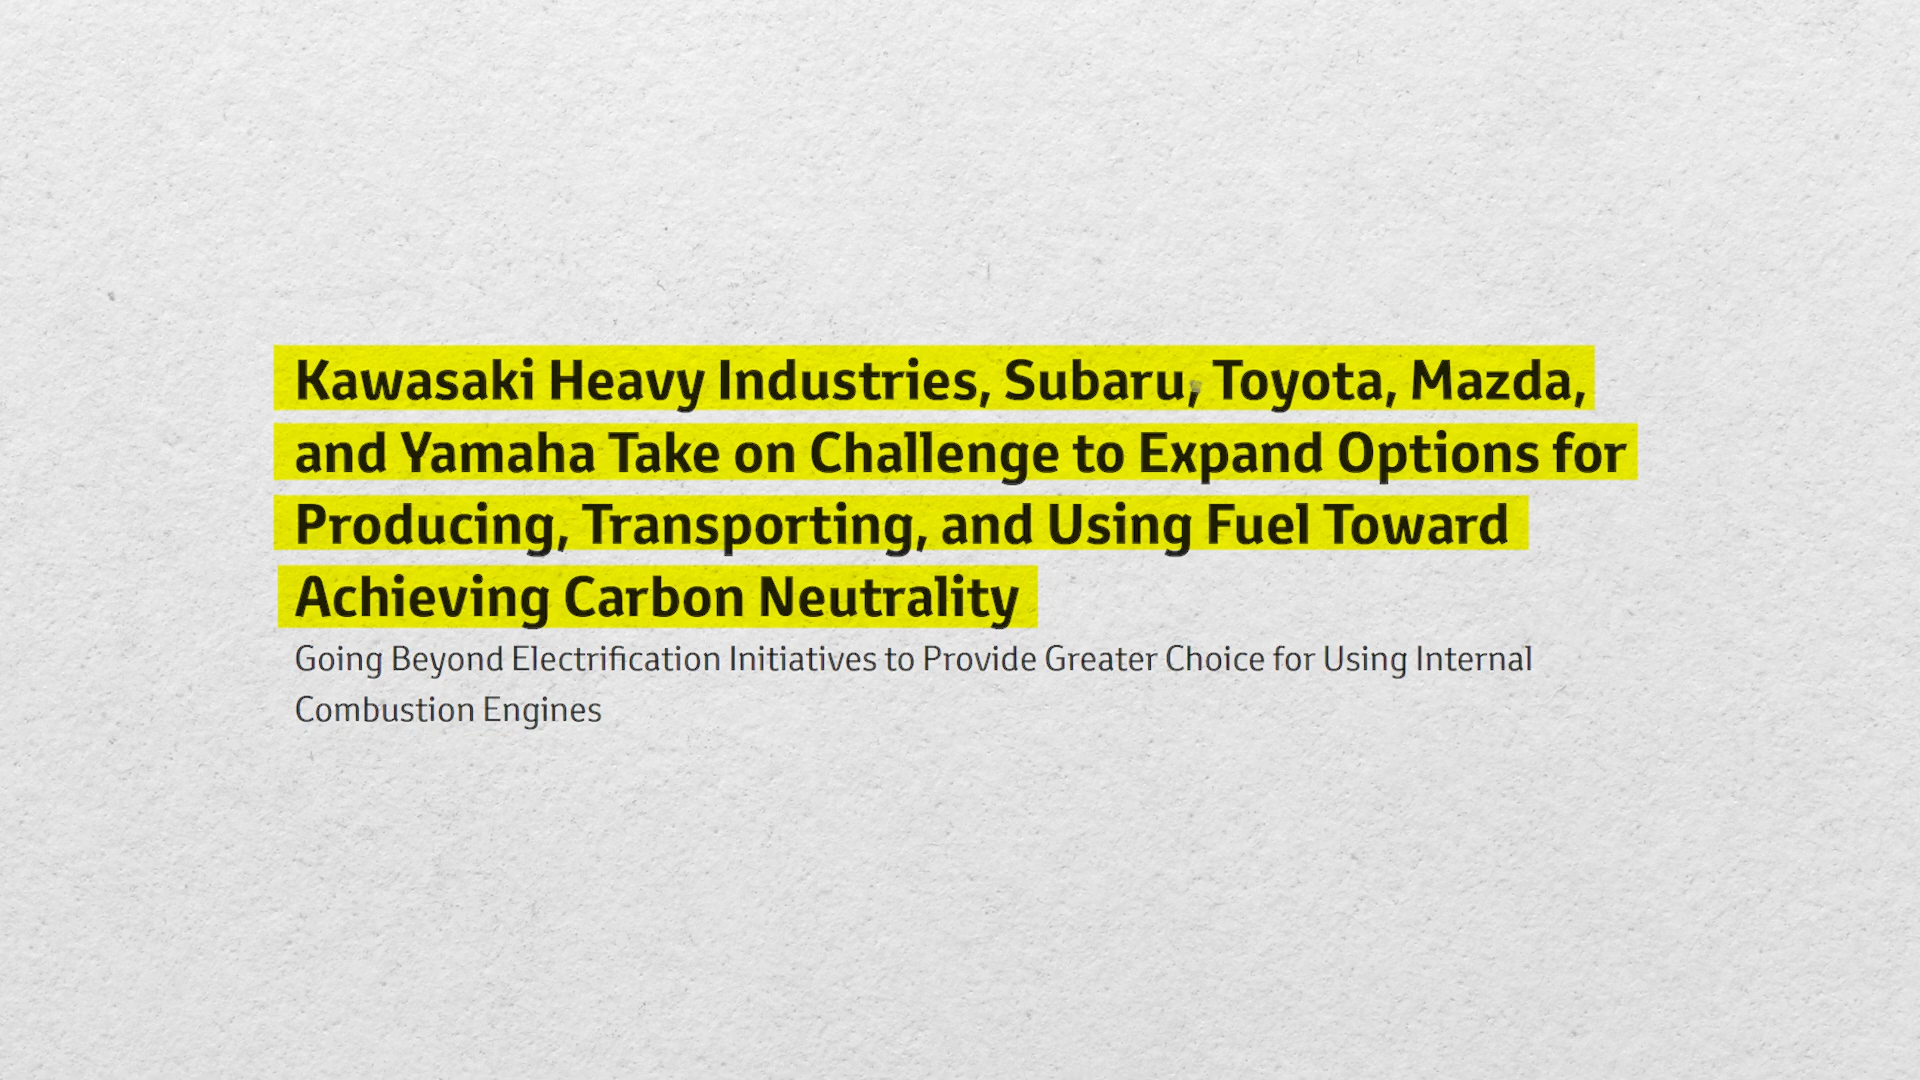 Kawasaki Heavy Industries, Subaru, Toyota, Mazda,
and Yamaha Take on Challenge to Expand Options for
Producing, Transporting, and Using Fuel Toward
Achieving Carbon Neutrality
Going Beyond Electrification Initiatives to Provide Greater Choice for Using Internal
Combustion Engines